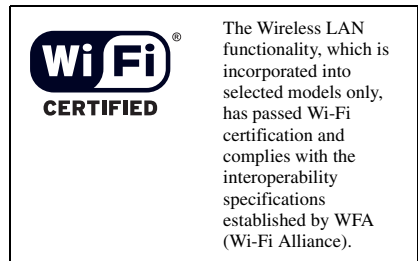 Wi Fi ®
CERTIFIED
The Wireless LAN
functionality, which is
incorporated into
selected models only,
has passed Wi-Fi
certification and
complies with the
interoperability
specifications
established by WFA
(Wi-Fi Alliance).